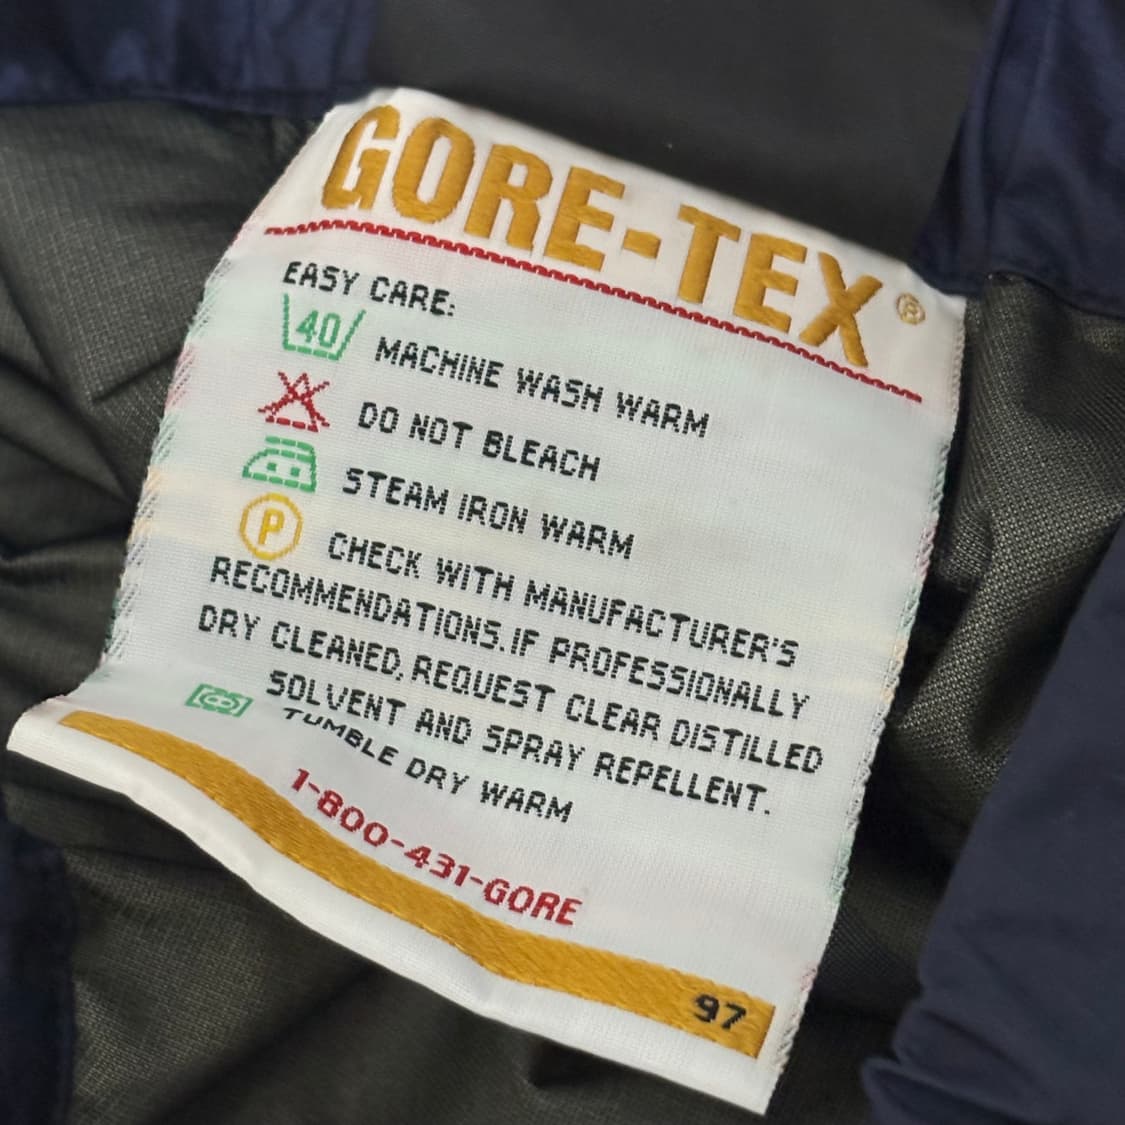 GORE-TEX®
EASY CARE:
40 MACHINE WASH WARM
DO NOT BLEACH
STEAM IRON WARM
P CHECK WITH MANUFACTURER'S
RECOMMENDATIONS. IF PROFESSIONALLY
DRY CLEANED, REQUEST CLEAR DISTILLED
SOLVENT AND SPRAY REPELLENT.
TUMBLE DRY WARM
1-800-431-GORE
97